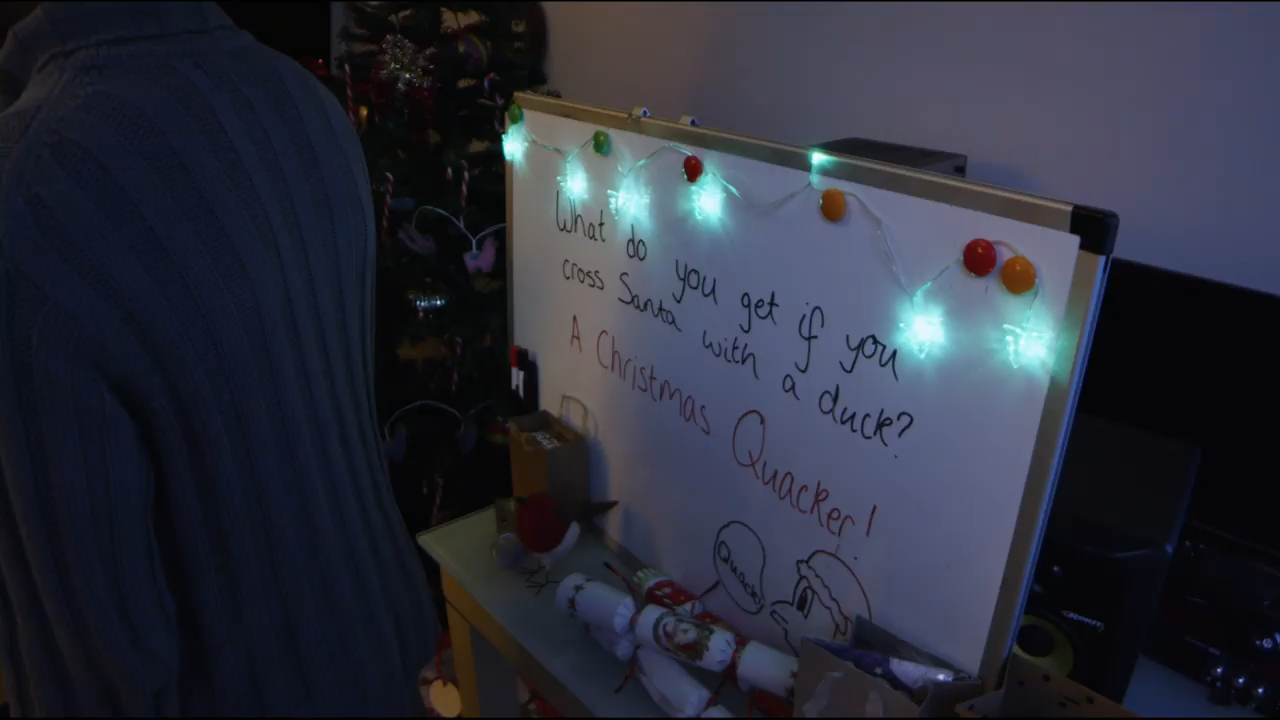 What do you get if you
cross Santa with a duck?
A Christmas Quacker!
Quack!